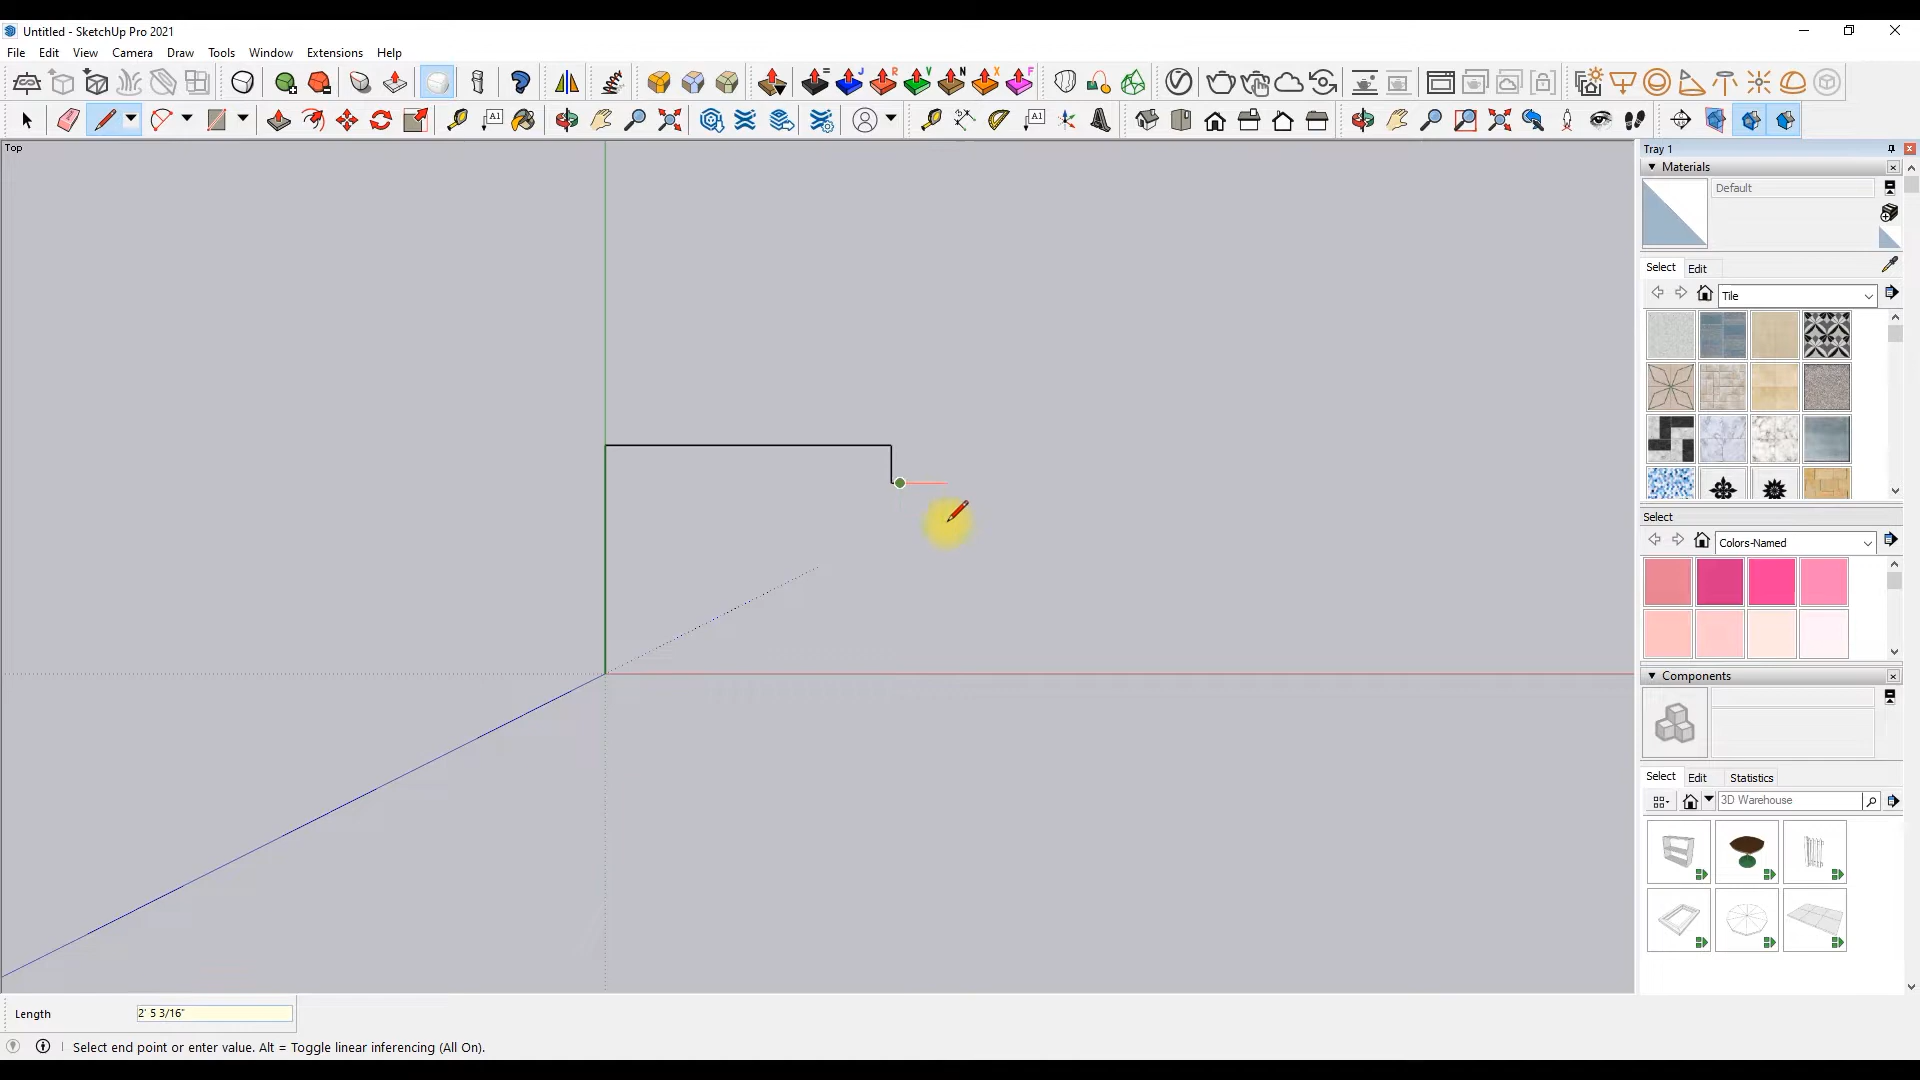 Untitled - SketchUp Pro 2021
File Edit View Camera Draw Tools Window Extensions Help
= J R V N X F
A1 A1
Top
Tray 1
Materials
Default
Select Edit
Tile
Select
Colors-Named
Components
Select Edit Statistics
3D Warehouse
Length 2' 5 3/16"
Select end point or enter value. Alt = Toggle linear inferencing (All On).